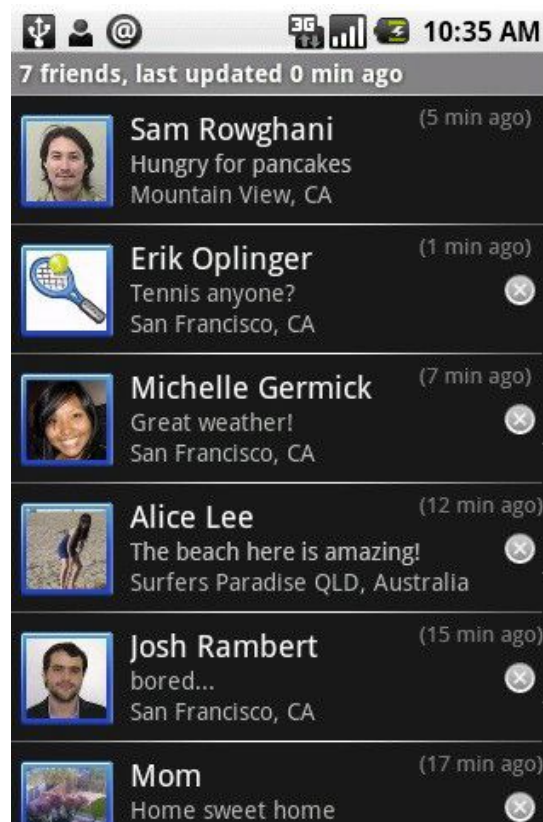 3G 10:35 AM
7 friends, last updated 0 min ago
Sam Rowghani (5 min ago)
Hungry for pancakes
Mountain View, CA
Erik Oplinger (1 min ago)
Tennis anyone?
San Francisco, CA
Michelle Germick (7 min ago)
Great weather!
San Francisco, CA
Alice Lee (12 min ago)
The beach here is amazing!
Surfers Paradise QLD, Australia
Josh Rambert (15 min ago)
bored...
San Francisco, CA
Mom (17 min ago)
Home sweet home